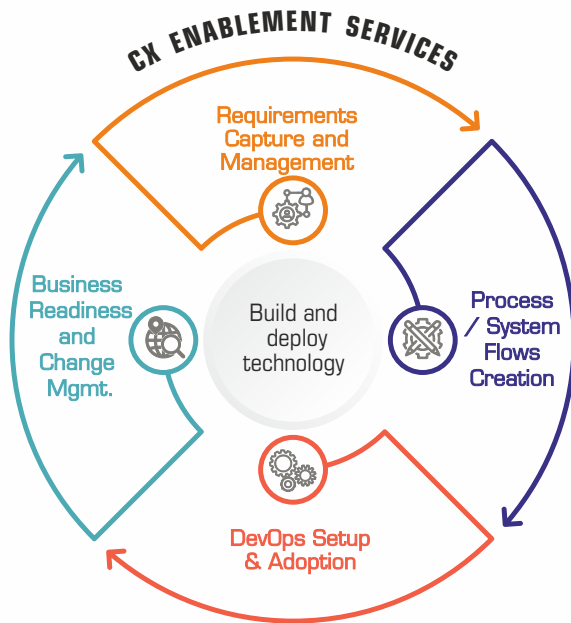 CX ENABLEMENT SERVICES
Requirements
Capture and
Management
Process
/ System
Flows
Creation
DevOps Setup
& Adoption
Business
Readiness
and
Change
Mgmt.
Build and
deploy
technology